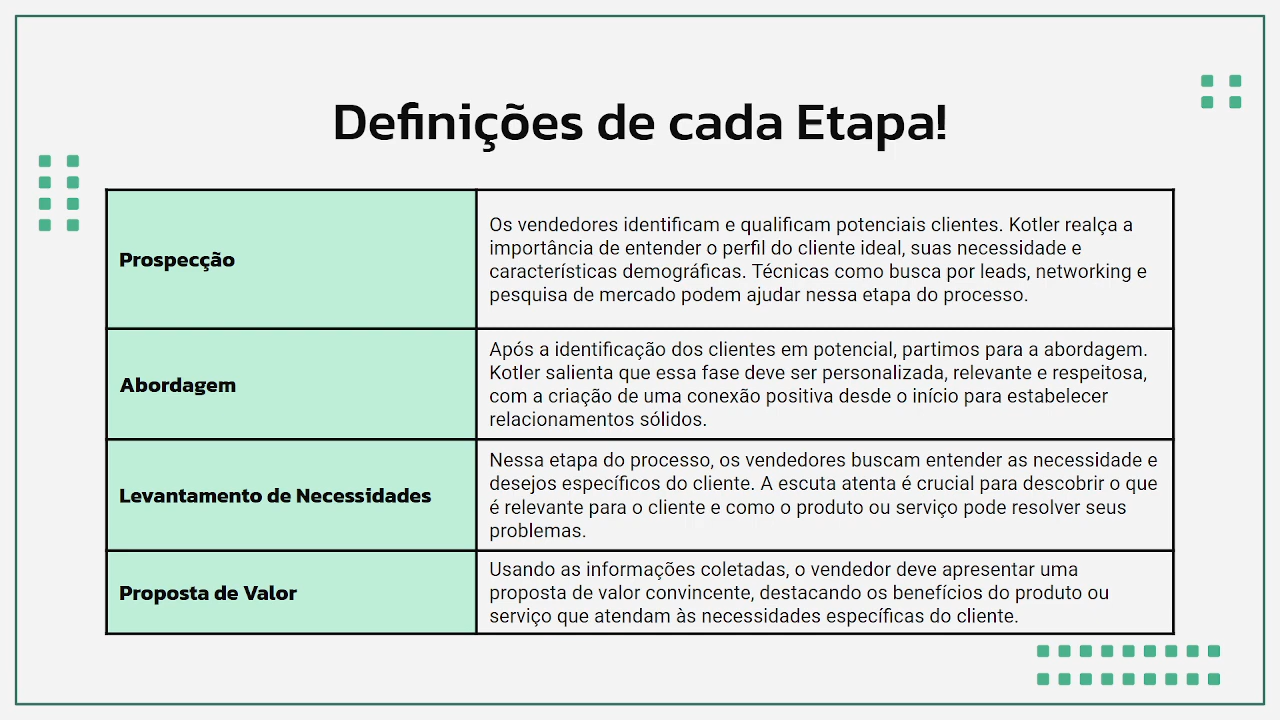 Definições de cada Etapa!
Prospecção
Os vendedores identificam e qualificam potenciais clientes. Kotler realça a
importância de entender o perfil do cliente ideal, suas necessidade e
características demográficas. Técnicas como busca por leads, networking e
pesquisa de mercado podem ajudar nessa etapa do processo.
Abordagem
Após a identificação dos clientes em potencial, partimos para a abordagem.
Kotler salienta que essa fase deve ser personalizada, relevante e respeitosa,
com a criação de uma conexão positiva desde o início para estabelecer
relacionamentos sólidos.
Levantamento de Necessidades
Nessa etapa do processo, os vendedores buscam entender as necessidade e
desejos específicos do cliente. A escuta atenta é crucial para descobrir o que
é relevante para o cliente e como o produto ou serviço pode resolver seus
problemas.
Proposta de Valor
Usando as informações coletadas, o vendedor deve apresentar uma
proposta de valor convincente, destacando os benefícios do produto ou
serviço que atendam às necessidades específicas do cliente.